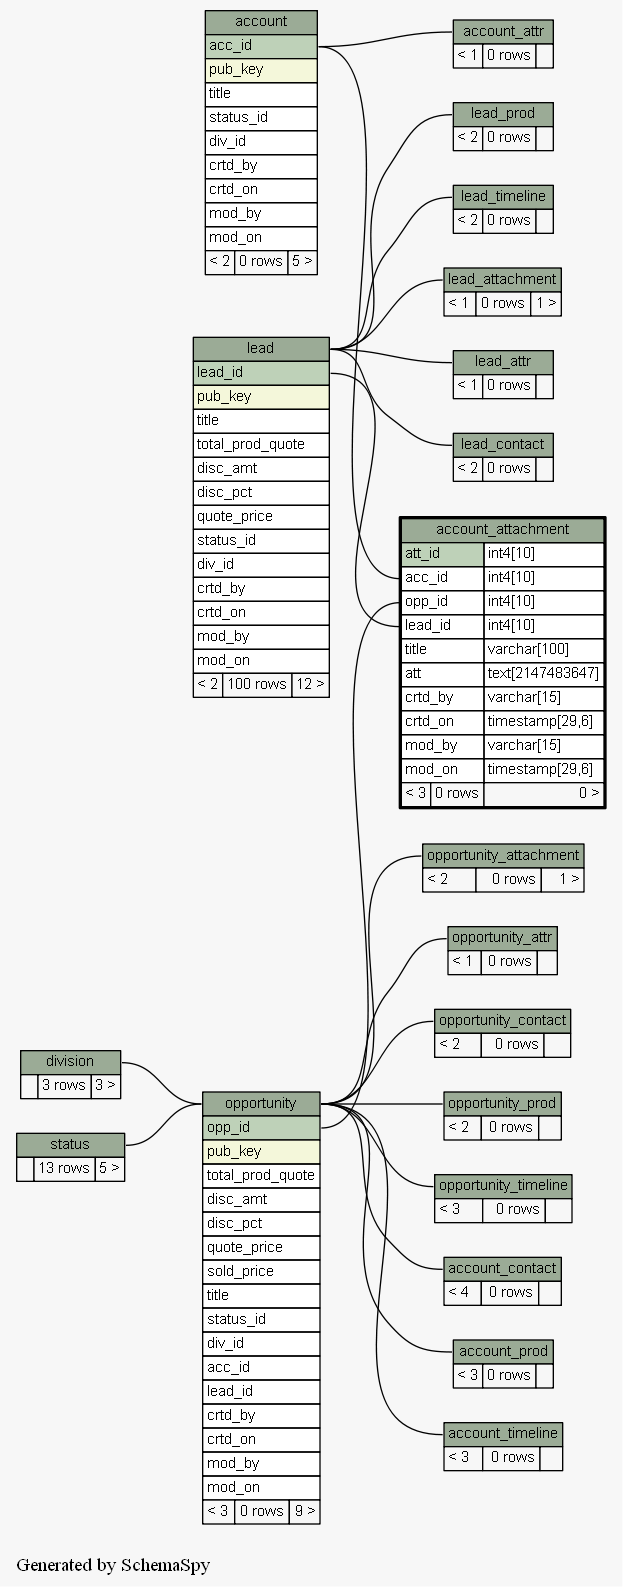 account
acc_id
pub_key
title
status_id
div_id
crtd_by
crtd_on
mod_by
mod_on
< 2 0 rows 5 >
account_attr
< 1 0 rows
lead_prod
< 2 0 rows
lead_timeline
< 2 0 rows
lead_attachment
< 1 0 rows 1 >
lead_attr
< 1 0 rows
lead_contact
< 2 0 rows
lead
lead_id
pub_key
title
total_prod_quote
disc_amt
disc_pct
quote_price
status_id
div_id
crtd_by
crtd_on
mod_by
mod_on
< 2 100 rows 12 >
account_attachment
att_id int4[10]
acc_id int4[10]
opp_id int4[10]
lead_id int4[10]
title varchar[100]
att text[2147483647]
crtd_by varchar[15]
crtd_on timestamp[29,6]
mod_by varchar[15]
mod_on timestamp[29,6]
< 3 0 rows 0 >
opportunity_attachment
< 2 0 rows 1 >
opportunity_attr
< 1 0 rows
opportunity_contact
< 2 0 rows
opportunity_prod
< 2 0 rows
opportunity_timeline
< 3 0 rows
account_contact
< 4 0 rows
account_prod
< 3 0 rows
account_timeline
< 3 0 rows
division
3 rows 3 >
status
13 rows 5 >
opportunity
opp_id
pub_key
total_prod_quote
disc_amt
disc_pct
quote_price
sold_price
title
status_id
div_id
acc_id
lead_id
crtd_by
crtd_on
mod_by
mod_on
< 3 0 rows 9 >
Generated by SchemaSpy